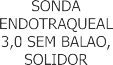 SONDA
ENDOTRAQUEAL
3,0 SEM BALAO,
SOLIDOR